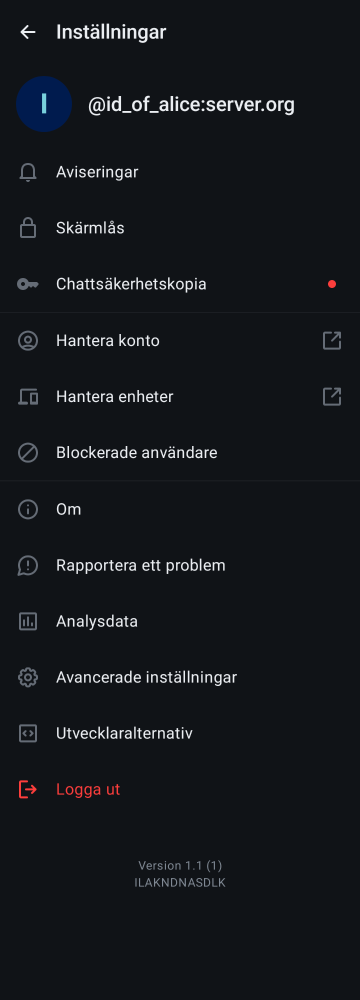 Inställningar
I
@id_of_alice:server.org
Aviseringar
Skärmlås
Chattsäkerhetskopia
Hantera konto
Hantera enheter
Blockerade användare
Om
Rapportera ett problem
Analysdata
Avancerade inställningar
Utvecklaralternativ
Logga ut
Version 1.1 (1)
ILAKNDNASDLK